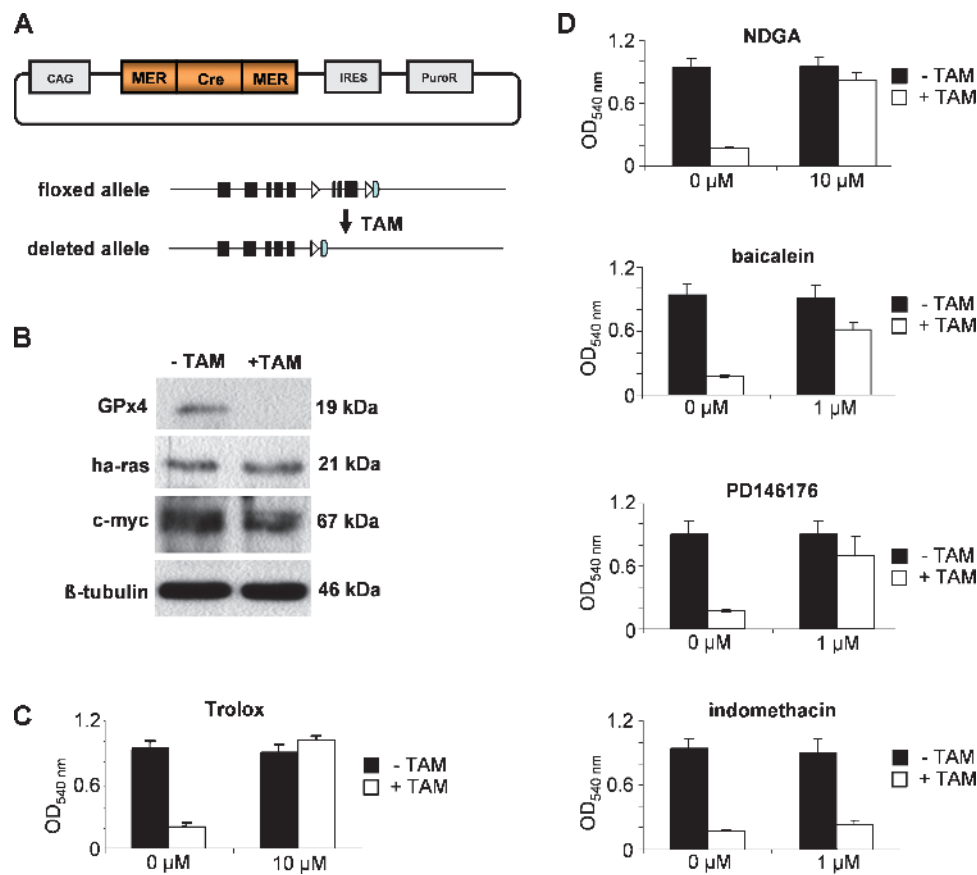 A
CAG MER Cre MER IRES PuroR
floxed allele
TAM
deleted allele
B
- TAM +TAM
GPx4 19 kDa
ha-ras 21 kDa
c-myc 67 kDa
ß-tubulin 46 kDa
C
Trolox
1.2
0.6
0
OD540 nm
0 µM 10 µM
- TAM
+ TAM
D
NDGA
1.2
0.6
0
OD540 nm
0 µM 10 µM
- TAM
+ TAM
baicalein
1.2
0.6
0
OD540 nm
0 µM 1 µM
- TAM
+ TAM
PD146176
1.2
0.6
0
OD540 nm
0 µM 1 µM
- TAM
+ TAM
indomethacin
1.2
0.6
0
OD540 nm
0 µM 1 µM
- TAM
+ TAM